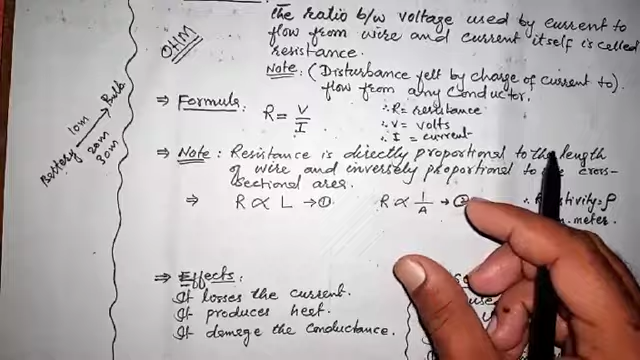 The ratio b/w voltage used by current to
flow from wire and current itself is called
resistance.
OHM
Note: (Disturbance felt by charge of current to)
flow from any conductor.
⇒ Formula: R = V/I
∴ R = resistance
∴ V = volts
∴ I = current
Battery → Bulb
10m
20m
30m
⇒ Note: Resistance is directly proportional to the length
of wire and inversely proportional to cross-
sectional area.
⇒ R ∝ L → ① R ∝ 1/A → ②
ρ
meter.
⇒ Effects:
It losses the current.
It produces heet.
It demege the conductance.